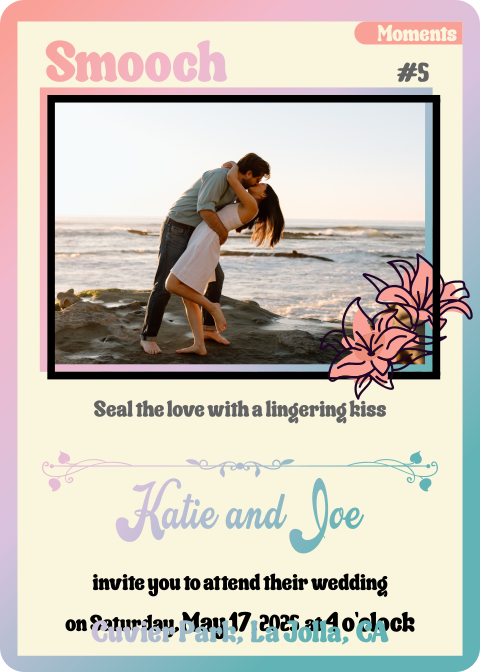 Moments
Smooch
#5
Seal the love with a lingering kiss
Katie and Joe
invite you to attend their wedding
on Saturday, May 17, 2025 at 4 o'clock
Cuvier Park, La Jolla, CA